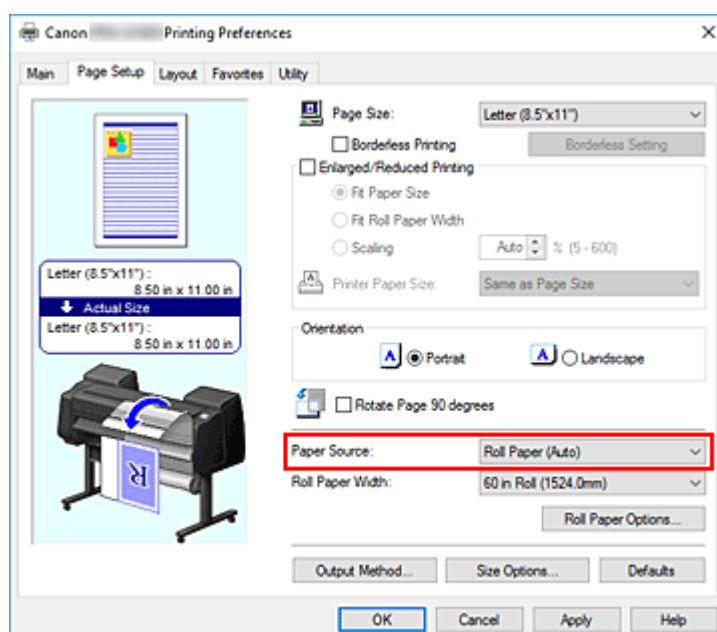 Canon Printing Preferences
Main Page Setup Layout Favorites Utility
Page Size: Letter (8.5"x11")
Borderless Printing Borderless Setting
Enlarged/Reduced Printing
Fit Paper Size
Fit Roll Paper Width
Scaling Auto % (5 - 600)
Printer Paper Size: Same as Page Size
Letter (8.5"x11") :
8.50 in x 11.00 in
Actual Size
Letter (8.5"x11") :
8.50 in x 11.00 in
Orientation
A Portrait A Landscape
Rotate Page 90 degrees
R
Paper Source: Roll Paper (Auto)
Roll Paper Width: 60 in Roll (1524.0mm)
Roll Paper Options...
Output Method... Size Options... Defaults
OK Cancel Apply Help